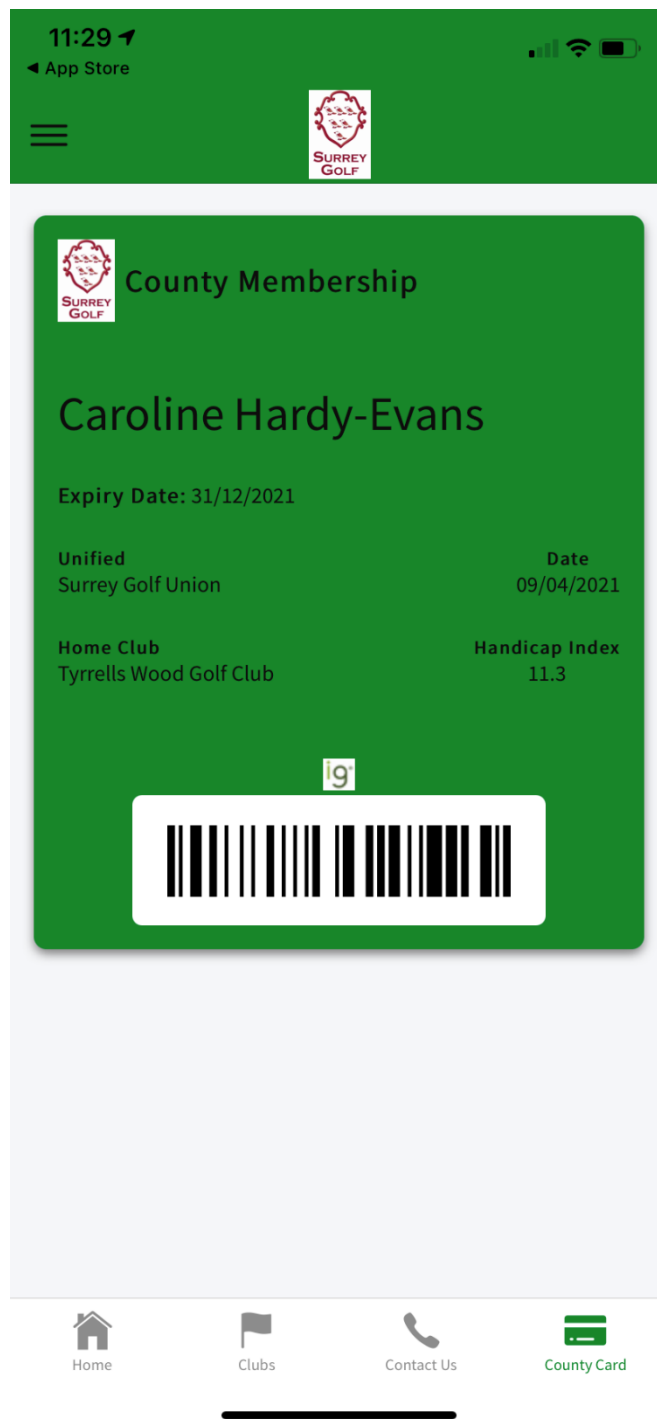 11:29
◀ App Store
SURREY
GOLF
SURREY
GOLF
County Membership
Caroline Hardy-Evans
Expiry Date: 31/12/2021
Unified Date
Surrey Golf Union 09/04/2021
Home Club Handicap Index
Tyrrells Wood Golf Club 11.3
ig
Home Clubs Contact Us County Card